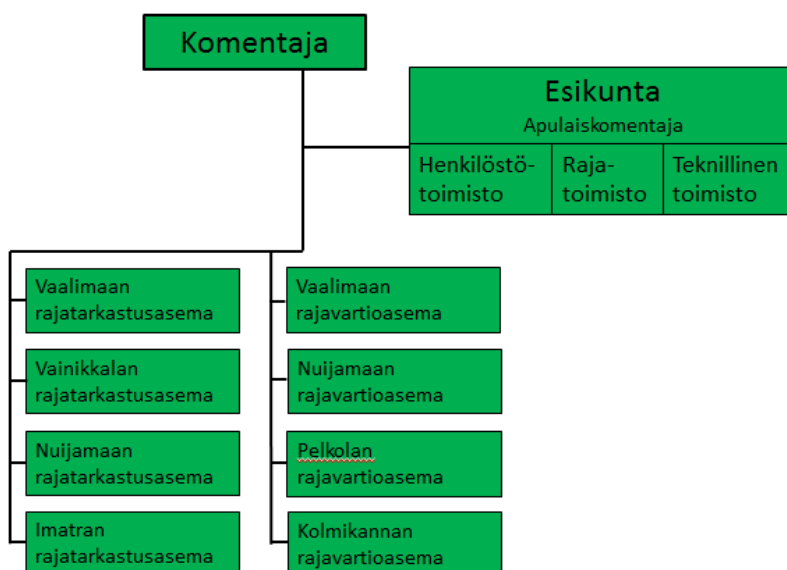 Komentaja
Esikunta
Apulaiskomentaja
Henkilöstö-
toimisto
Raja-
toimisto
Teknillinen
toimisto
Vaalimaan
rajatarkastusasema
Vainikkalan
rajatarkastusasema
Nuijamaan
rajatarkastusasema
Imatran
rajatarkastusasema
Vaalimaan
rajavartioasema
Nuijamaan
rajavartioasema
Pelkolan
rajavartioasema
Kolmikannan
rajavartioasema